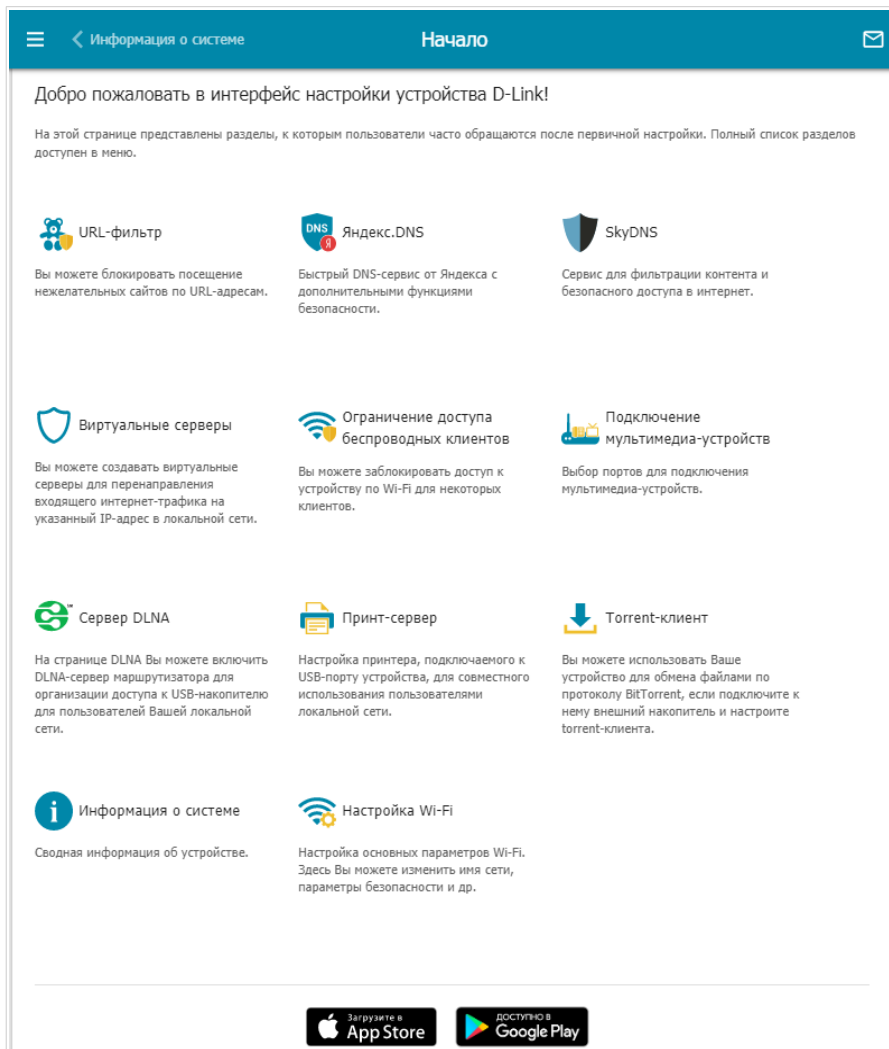 Информация о системе
Начало
Добро пожаловать в интерфейс настройки устройства D-Link!
На этой странице представлены разделы, к которым пользователи часто обращаются после первичной настройки. Полный список разделов
доступен в меню.
URL-фильтр
Вы можете блокировать посещение
нежелательных сайтов по URL-адресам.
DNS
Я
Яндекс.DNS
Быстрый DNS-сервис от Яндекса с
дополнительными функциями
безопасности.
SkyDNS
Сервис для фильтрации контента и
безопасного доступа в интернет.
Виртуальные серверы
Вы можете создавать виртуальные
серверы для перенаправления
входящего интернет-трафика на
указанный IP-адрес в локальной сети.
Ограничение доступа
беспроводных клиентов
Вы можете заблокировать доступ к
устройству по Wi-Fi для некоторых
клиентов.
Подключение
мультимедиа-устройств
Выбор портов для подключения
мультимедиа-устройств.
Сервер DLNA
На странице DLNA Вы можете включить
DLNA-сервер маршрутизатора для
организации доступа к USB-накопителю
для пользователей Вашей локальной
сети.
Принт-сервер
Настройка принтера, подключаемого к
USB-порту устройства, для совместного
использования пользователями
локальной сети.
Torrent-клиент
Вы можете использовать Ваше
устройство для обмена файлами по
протоколу BitTorrent, если подключите к
нему внешний накопитель и настроите
torrent-клиента.
i
Информация о системе
Сводная информация об устройстве.
Настройка Wi-Fi
Настройка основных параметров Wi-Fi.
Здесь Вы можете изменить имя сети,
параметры безопасности и др.
Загрузите в
App Store
ДОСТУПНО В
Google Play